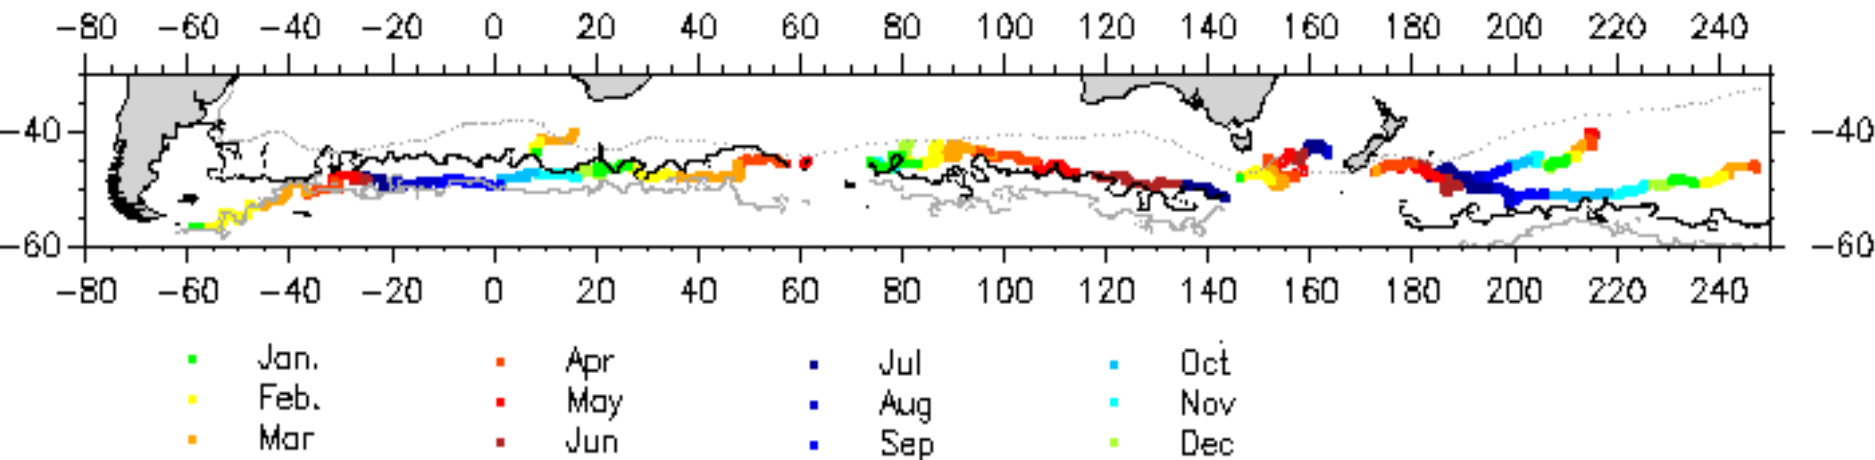 −80 −60 −40 −20 0 20 40 60 80 100 120 140 160 180 200 220 240
−40 −40
−60 −60
−80 −60 −40 −20 0 20 40 60 80 100 120 140 160 180 200 220 240
Jan. Apr Jul Oct
Feb. May Aug Nov
Mar Jun Sep Dec